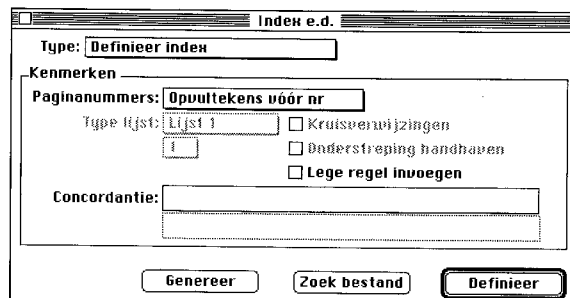 Index e.d.
Type: Definieer index
Kenmerken
Paginanummers: Opvultekens vóór nr
Type lijst: Lijst 1 Kruisverwijzingen
1 Onderstreping handhaven
Lege regel invoegen
Concordantie:
Genereer Zoek bestand Definieer